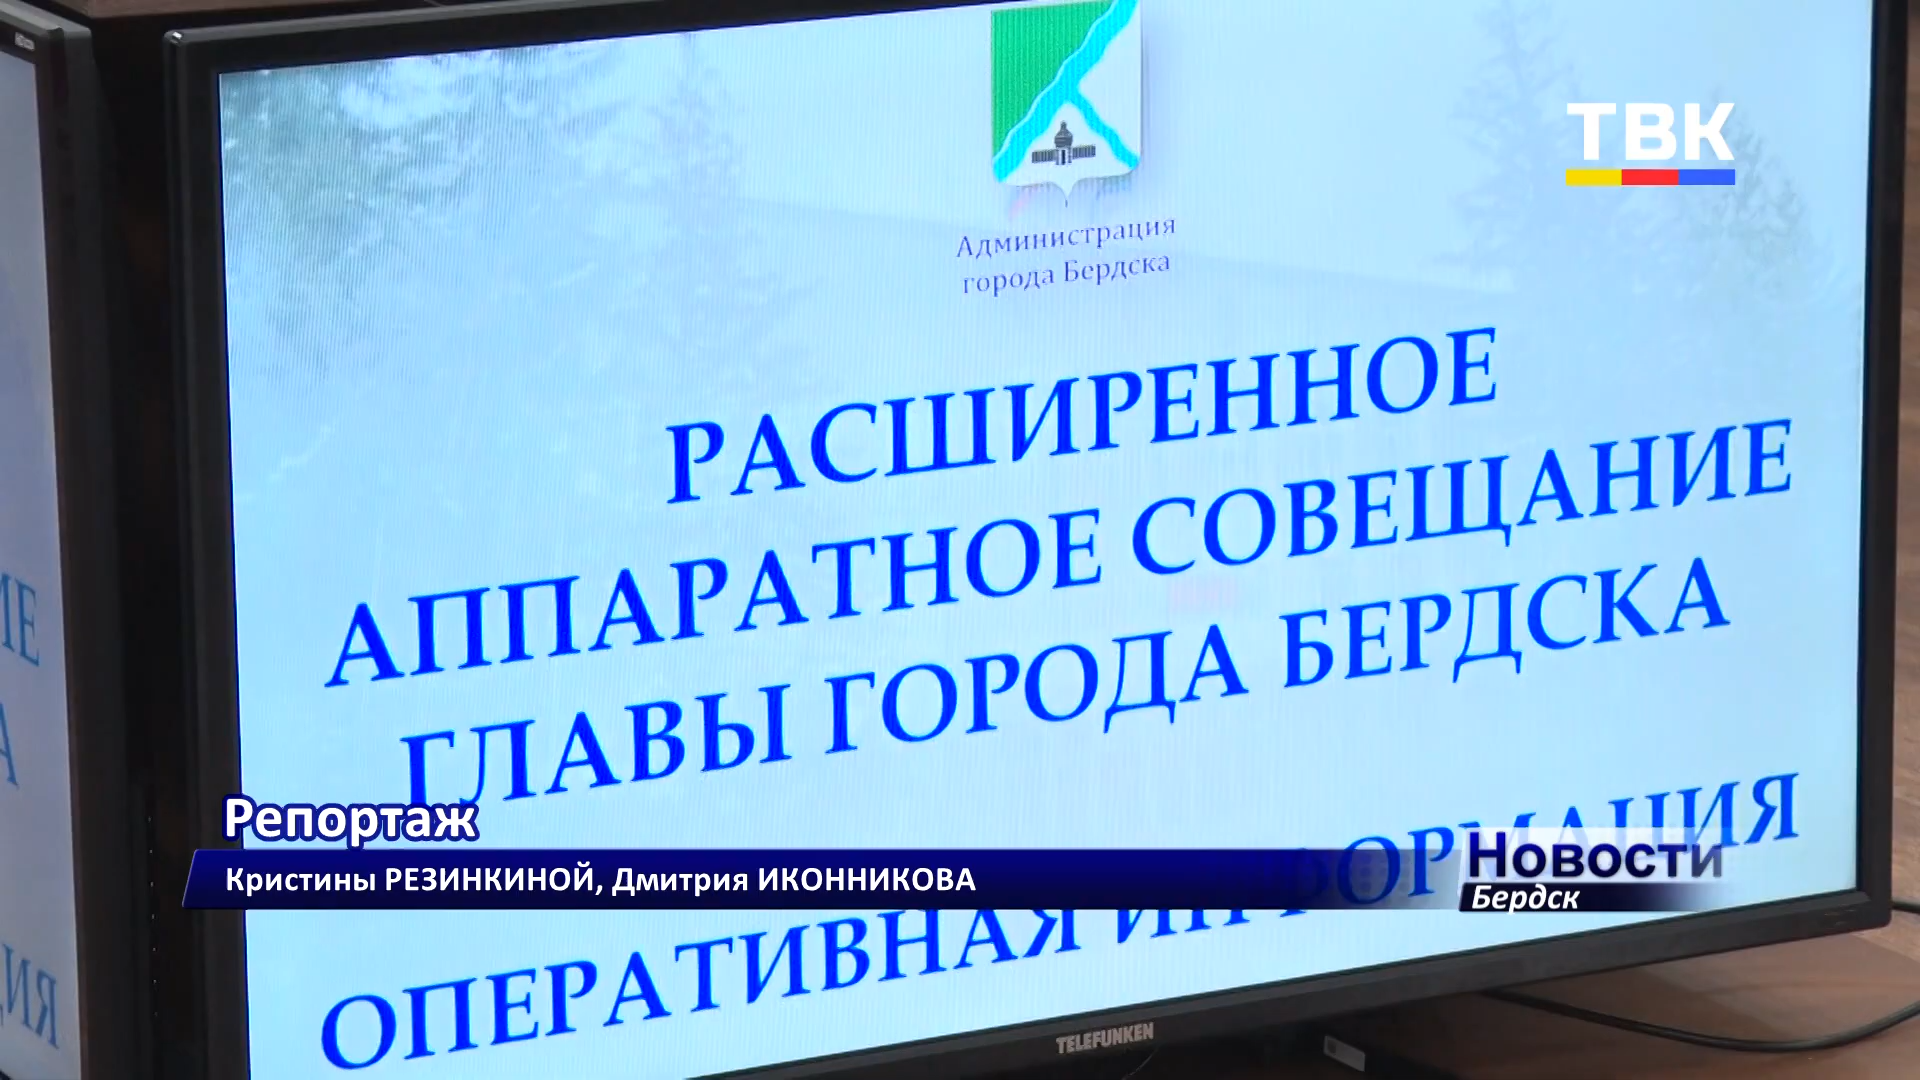 ТВК
Администрация
города Бердска
РАСШИРЕННОЕ
АППАРАТНОЕ СОВЕЩАНИЕ
ГЛАВЫ ГОРОДА БЕРДСКА
ОПЕРАТИВНАЯ ИНФОРМАЦИЯ
Репортаж
Кристины РЕЗИНКИНОЙ, Дмитрия ИКОННИКОВА
Новости
Бердск
TELEFUNKEN